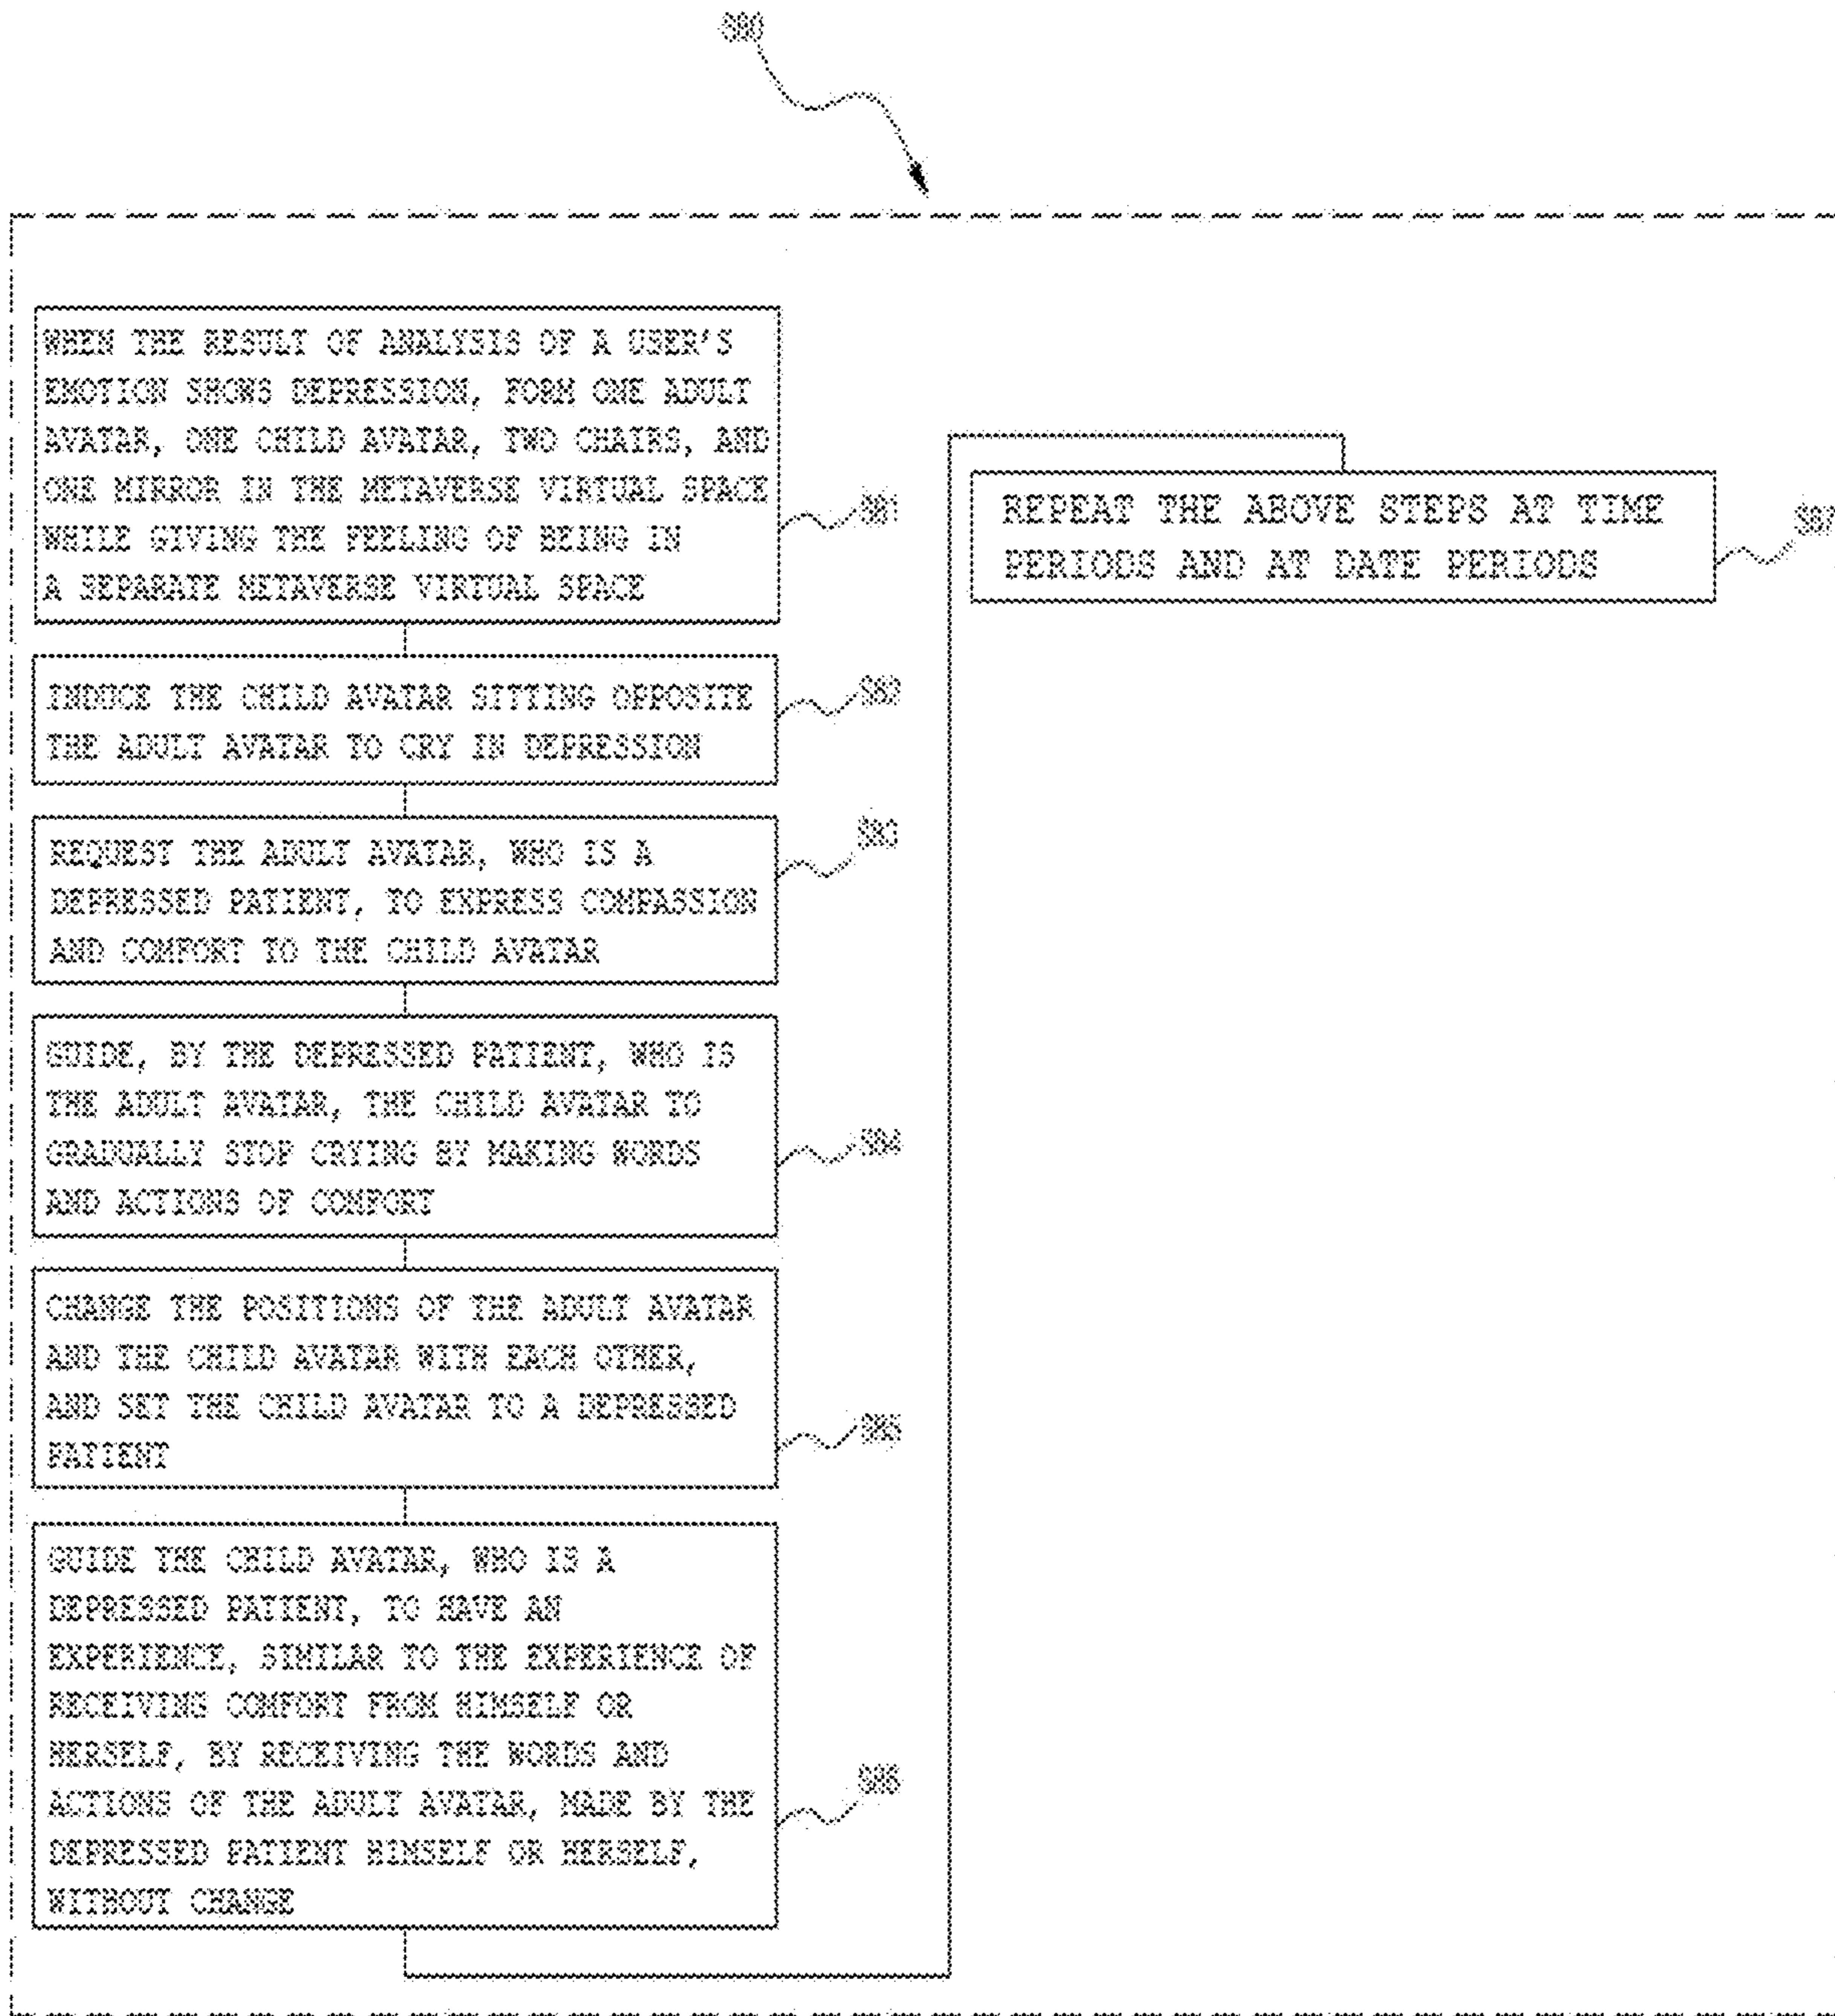 S80
WHEN THE RESULT OF ANALYSIS OF A USER'S
EMOTION SHOWS DEPRESSION, FORM ONE ADULT
AVATAR, ONE CHILD AVATAR, TWO CHAIRS, AND
ONE MIRROR IN THE METAVERSE VIRTUAL SPACE
WHILE GIVING THE FEELING OF BEING IN
A SEPARATE METAVERSE VIRTUAL SPACE
S81
INDUCE THE CHILD AVATAR SITTING OPPOSITE
THE ADULT AVATAR TO CRY IN DEPRESSION
S82
REQUEST THE ADULT AVATAR, WHO IS A
DEPRESSED PATIENT, TO EXPRESS COMPASSION
AND COMFORT TO THE CHILD AVATAR
S83
GUIDE, BY THE DEPRESSED PATIENT, WHO IS
THE ADULT AVATAR, THE CHILD AVATAR TO
GRADUALLY STOP CRYING BY MAKING WORDS
AND ACTIONS OF COMFORT
S84
CHANGE THE POSITIONS OF THE ADULT AVATAR
AND THE CHILD AVATAR WITH EACH OTHER,
AND SET THE CHILD AVATAR TO A DEPRESSED
PATIENT
S85
GUIDE THE CHILD AVATAR, WHO IS A
DEPRESSED PATIENT, TO HAVE AN
EXPERIENCE, SIMILAR TO THE EXPERIENCE OF
RECEIVING COMFORT FROM HIMSELF OR
HERSELF, BY RECEIVING THE WORDS AND
ACTIONS OF THE ADULT AVATAR, MADE BY THE
DEPRESSED PATIENT HIMSELF OR HERSELF,
WITHOUT CHANGE
S86
REPEAT THE ABOVE STEPS AT TIME
PERIODS AND AT DATE PERIODS
S87